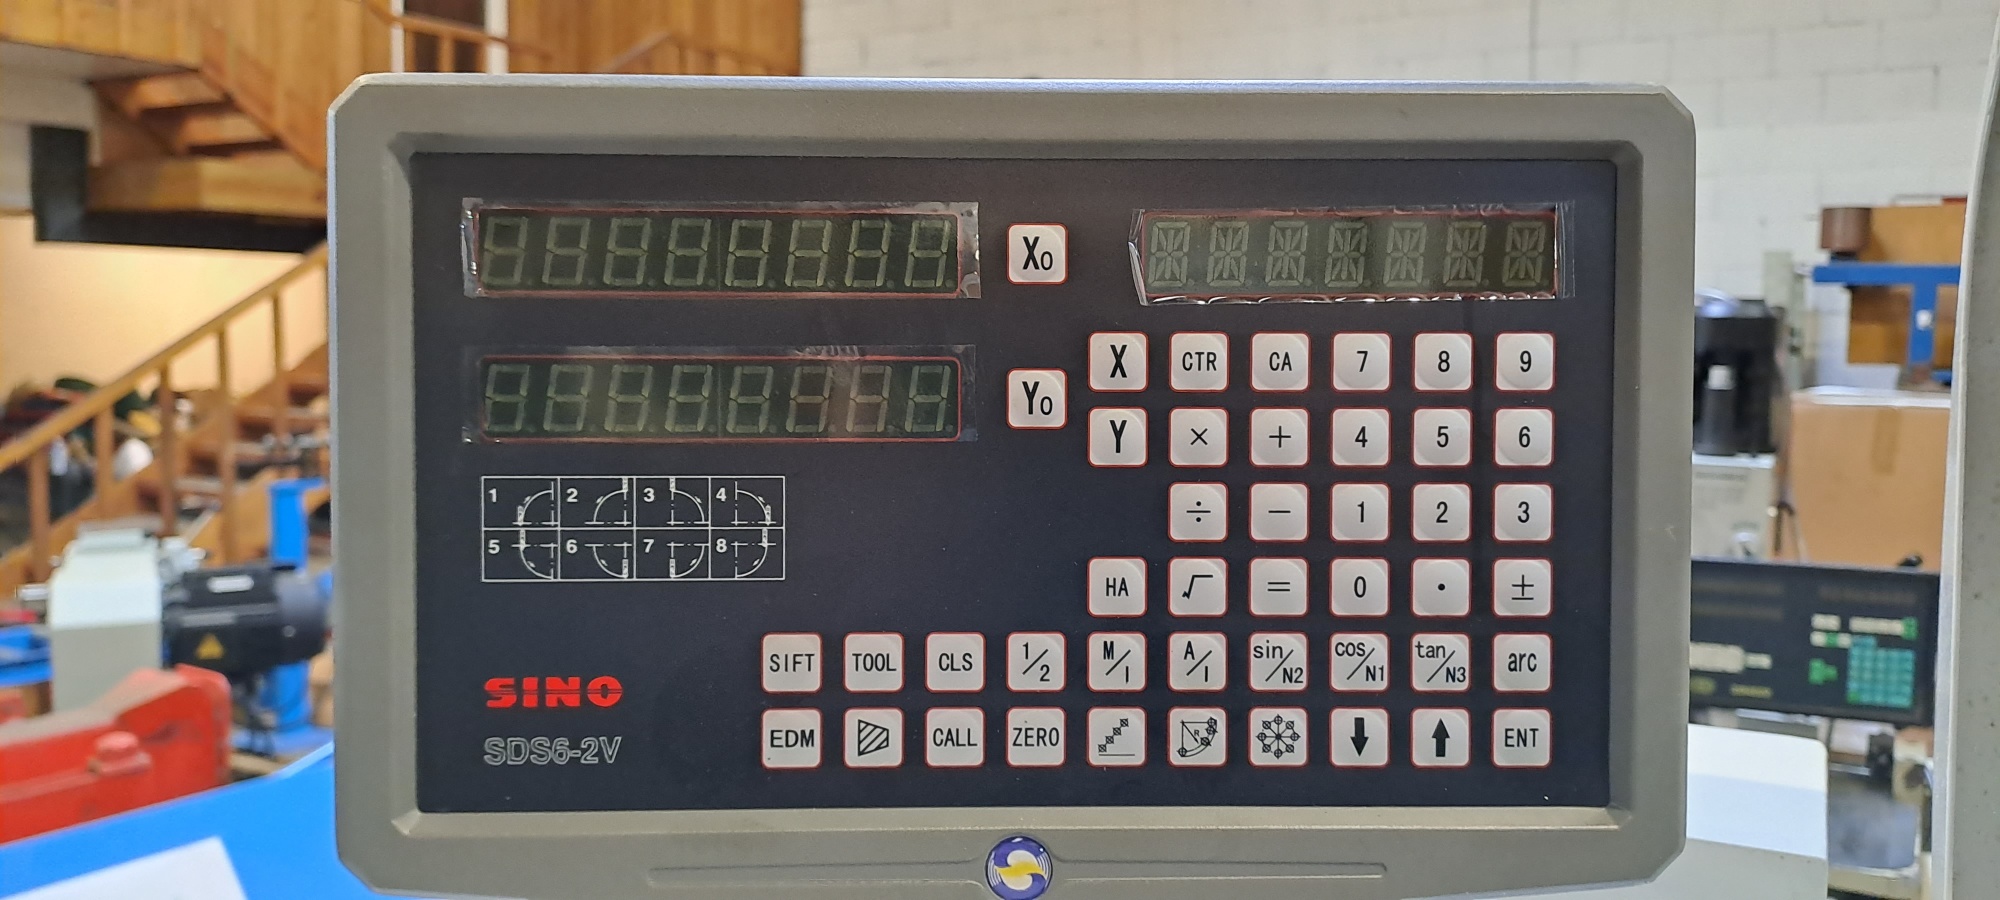 X0
Y0
X CTR CA 7 8 9
Y × + 4 5 6
÷ − 1 2 3
HA √ = 0 . ±
1 2 3 4
5 6 7 8
SIFT TOOL CLS 1/2 M/I A/I sin/N2 cos/N1 tan/N3 arc
EDM CALL ZERO R ENT
SINO
SDS6-2V